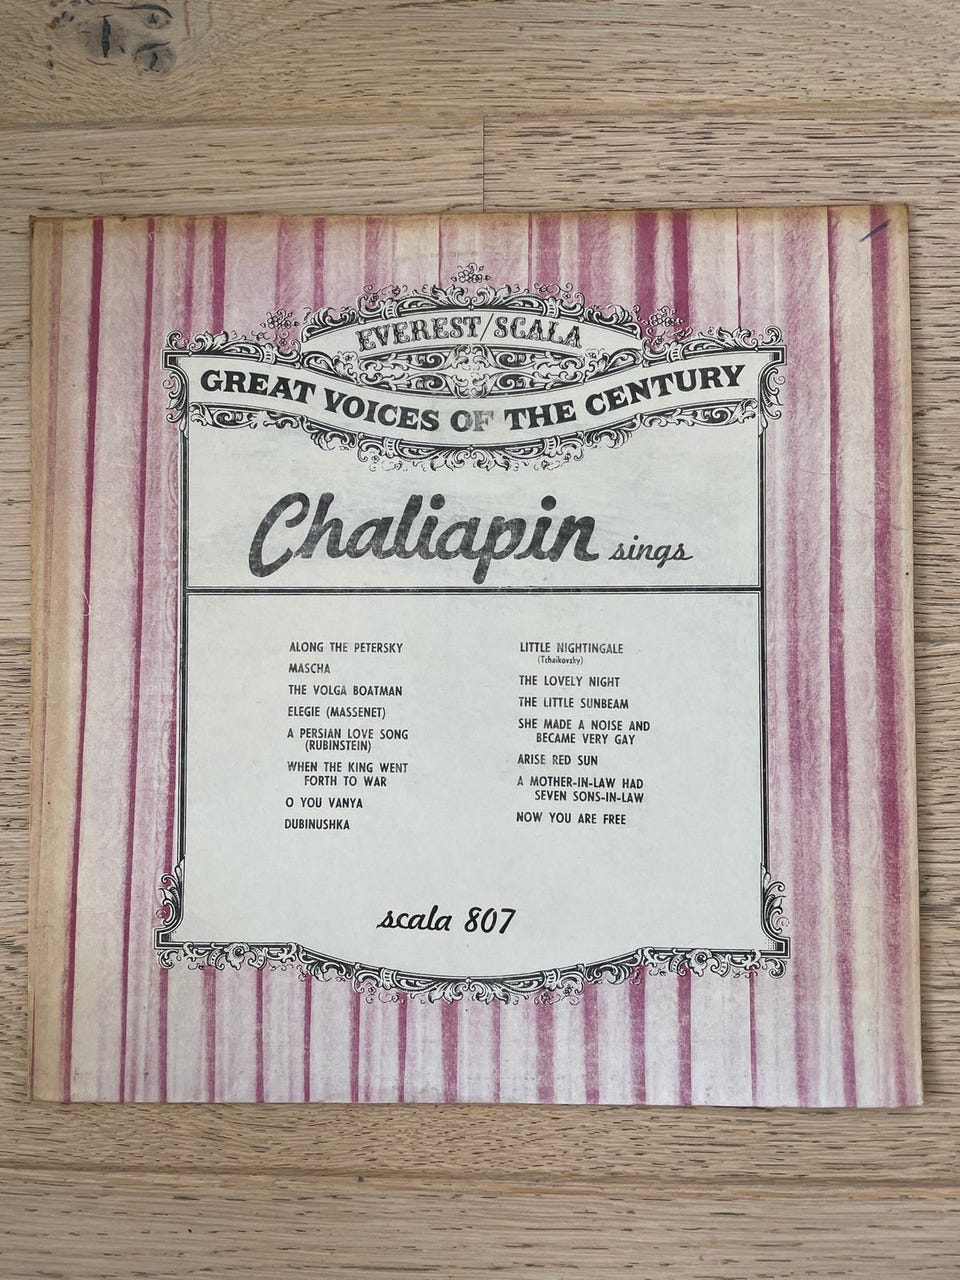 EVEREST/SCALA
GREAT VOICES OF THE CENTURY
Chaliapin sings
ALONG THE PETERSKY
MASCHA
THE VOLGA BOATMAN
ELEGIE (MASSENET)
A PERSIAN LOVE SONG
(RUBINSTEIN)
WHEN THE KING WENT
FORTH TO WAR
O YOU VANYA
DUBINUSHKA
LITTLE NIGHTINGALE
(Tchaikovsky)
THE LOVELY NIGHT
THE LITTLE SUNBEAM
SHE MADE A NOISE AND
BECAME VERY GAY
ARISE RED SUN
A MOTHER-IN-LAW HAD
SEVEN SONS-IN-LAW
NOW YOU ARE FREE
scala 807